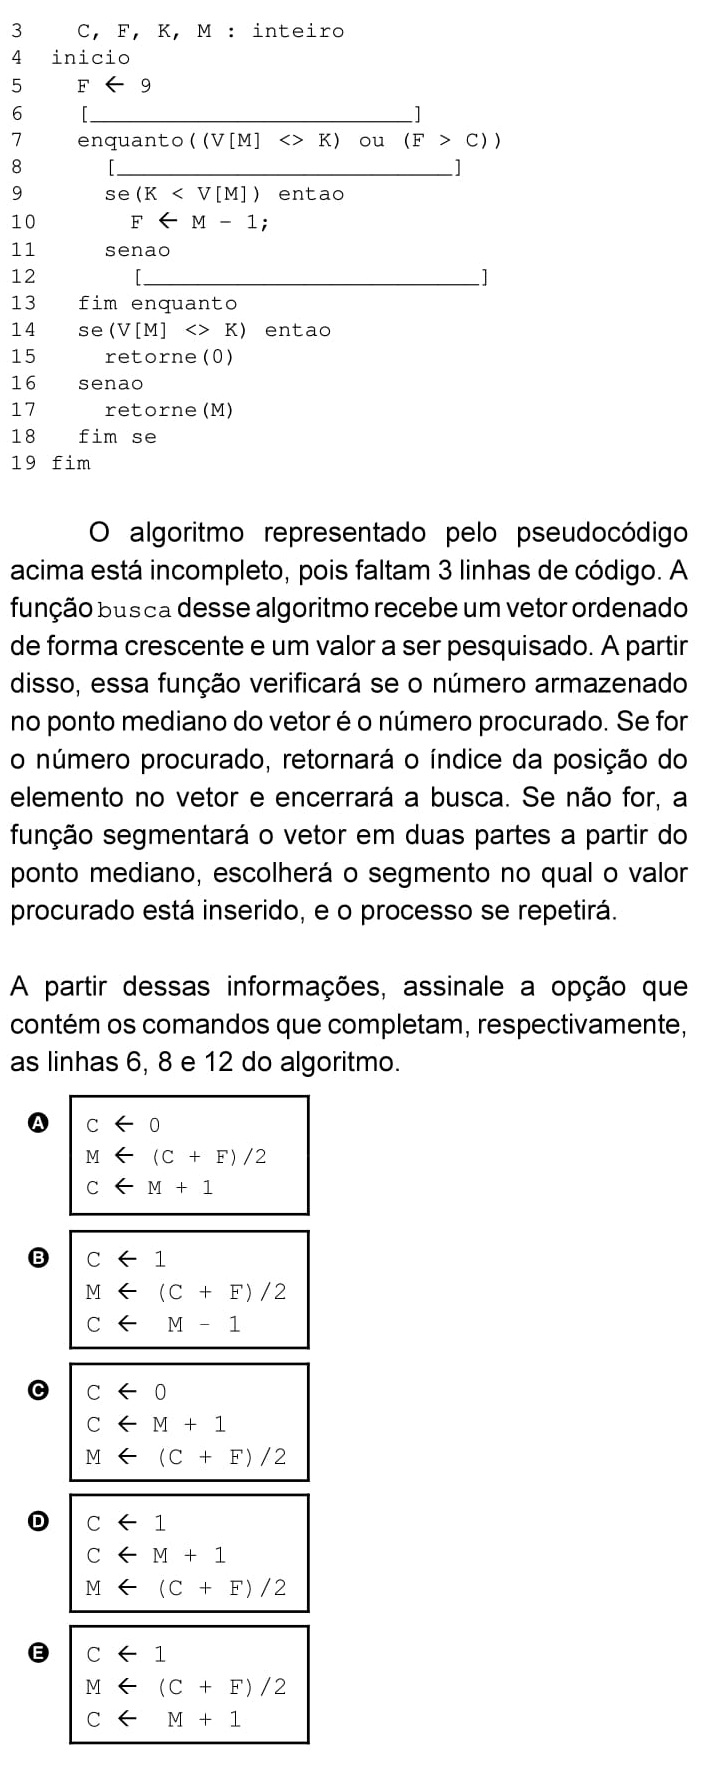 3 C, F, K, M : inteiro
4 inicio
5 F ← 9
6 [________________________]
7 enquanto((V[M] <> K) ou (F > C))
8 [_________________________]
9 se(K < V[M]) entao
10 F ← M - 1;
11 senao
12 [_________________________]
13 fim enquanto
14 se(V[M] <> K) entao
15 retorne(0)
16 senao
17 retorne(M)
18 fim se
19 fim
O algoritmo representado pelo pseudocódigo
acima está incompleto, pois faltam 3 linhas de código. A
função busca desse algoritmo recebe um vetor ordenado
de forma crescente e um valor a ser pesquisado. A partir
disso, essa função verificará se o número armazenado
no ponto mediano do vetor é o número procurado. Se for
o número procurado, retornará o índice da posição do
elemento no vetor e encerrará a busca. Se não for, a
função segmentará o vetor em duas partes a partir do
ponto mediano, escolherá o segmento no qual o valor
procurado está inserido, e o processo se repetirá.
A partir dessas informações, assinale a opção que
contém os comandos que completam, respectivamente,
as linhas 6, 8 e 12 do algoritmo.
A C ← 0
M ← (C + F)/2
C ← M + 1
B C ← 1
M ← (C + F)/2
C ← M - 1
C C ← 0
C ← M + 1
M ← (C + F)/2
D C ← 1
C ← M + 1
M ← (C + F)/2
E C ← 1
M ← (C + F)/2
C ← M + 1